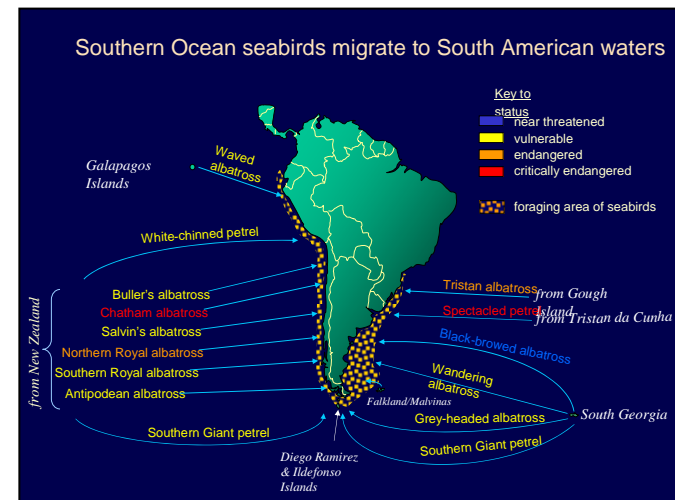 Southern Ocean seabirds migrate to South American waters
Key to
status
near threatened
vulnerable
endangered
critically endangered
foraging area of seabirds
Galapagos
Islands
Waved
albatross
White-chinned petrel
from New Zealand
Buller's albatross
Chatham albatross
Salvin's albatross
Northern Royal albatross
Southern Royal albatross
Antipodean albatross
Southern Giant petrel
Tristan albatross
from Gough
Island
Spectacled petrel
from Tristan da Cunha
Black-browed albatross
Wandering
albatross
Falkland/Malvinas
Grey-headed albatross
South Georgia
Southern Giant petrel
Diego Ramirez
& Ildefonso
Islands